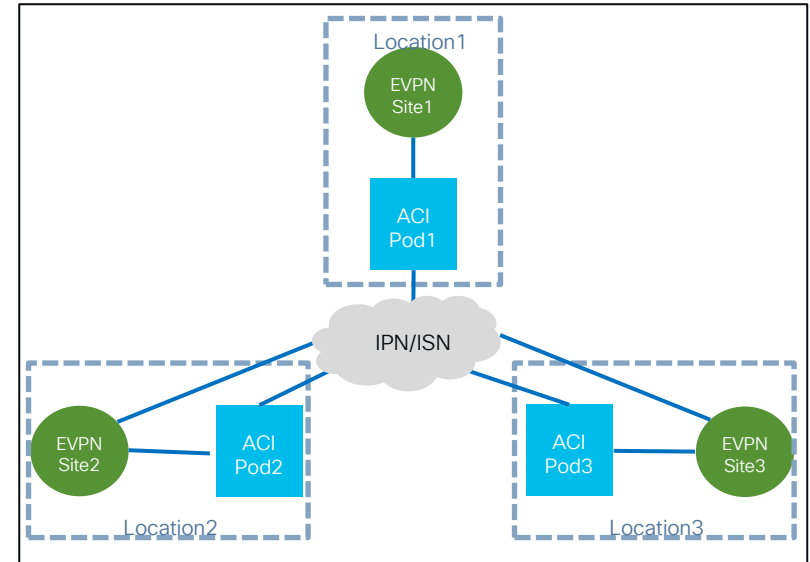 Location1
EVPN
Site1
ACI
Pod1
IPN/ISN
EVPN
Site2
ACI
Pod2
Location2
ACI
Pod3
EVPN
Site3
Location3